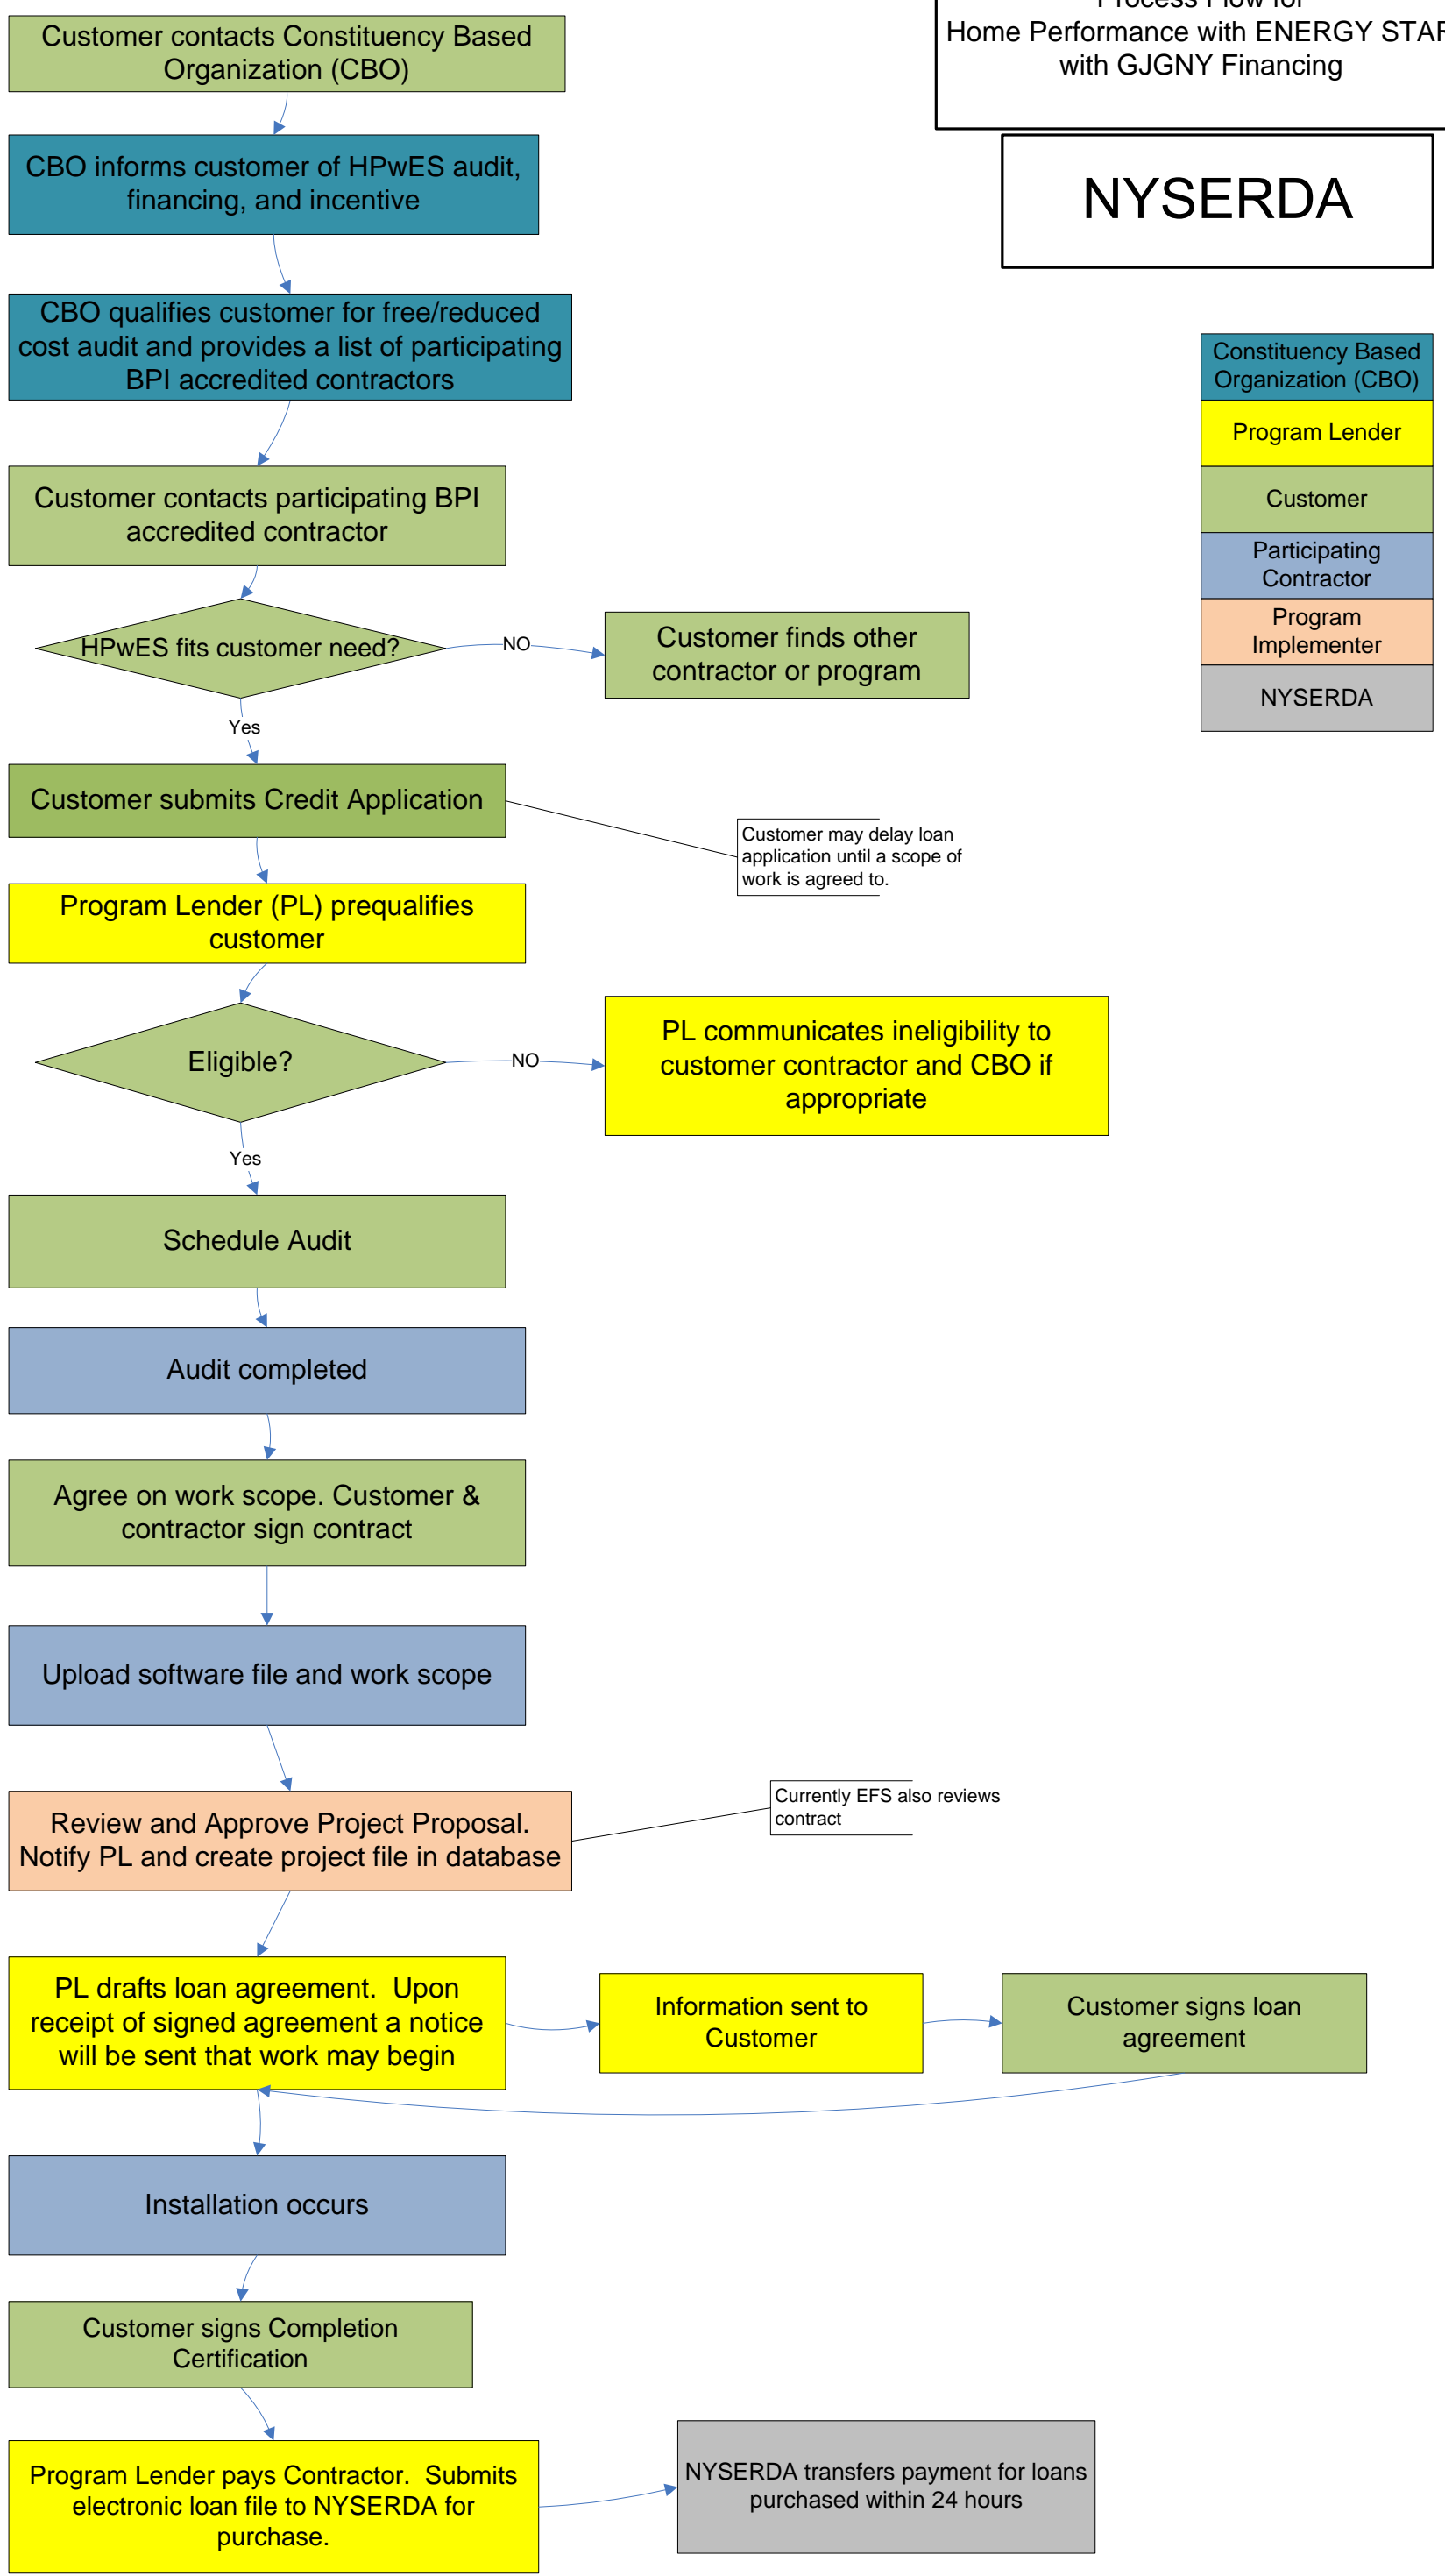 Process Flow for
Home Performance with ENERGY STAR
with GJGNY Financing
NYSERDA
Constituency Based
Organization (CBO)
Program Lender
Customer
Participating
Contractor
Program
Implementer
NYSERDA
Customer contacts Constituency Based
Organization (CBO)
CBO informs customer of HPwES audit,
financing, and incentive
CBO qualifies customer for free/reduced
cost audit and provides a list of participating
BPI accredited contractors
Customer contacts participating BPI
accredited contractor
HPwES fits customer need?
NO
Customer finds other
contractor or program
Yes
Customer submits Credit Application
Customer may delay loan
application until a scope of
work is agreed to.
Program Lender (PL) prequalifies
customer
Eligible?
NO
PL communicates ineligibility to
customer contractor and CBO if
appropriate
Yes
Schedule Audit
Audit completed
Agree on work scope. Customer &
contractor sign contract
Upload software file and work scope
Review and Approve Project Proposal.
Notify PL and create project file in database
Currently EFS also reviews
contract
PL drafts loan agreement.  Upon
receipt of signed agreement a notice
will be sent that work may begin
Information sent to
Customer
Customer signs loan
agreement
Installation occurs
Customer signs Completion
Certification
Program Lender pays Contractor.  Submits
electronic loan file to NYSERDA for
purchase.
NYSERDA transfers payment for loans
purchased within 24 hours